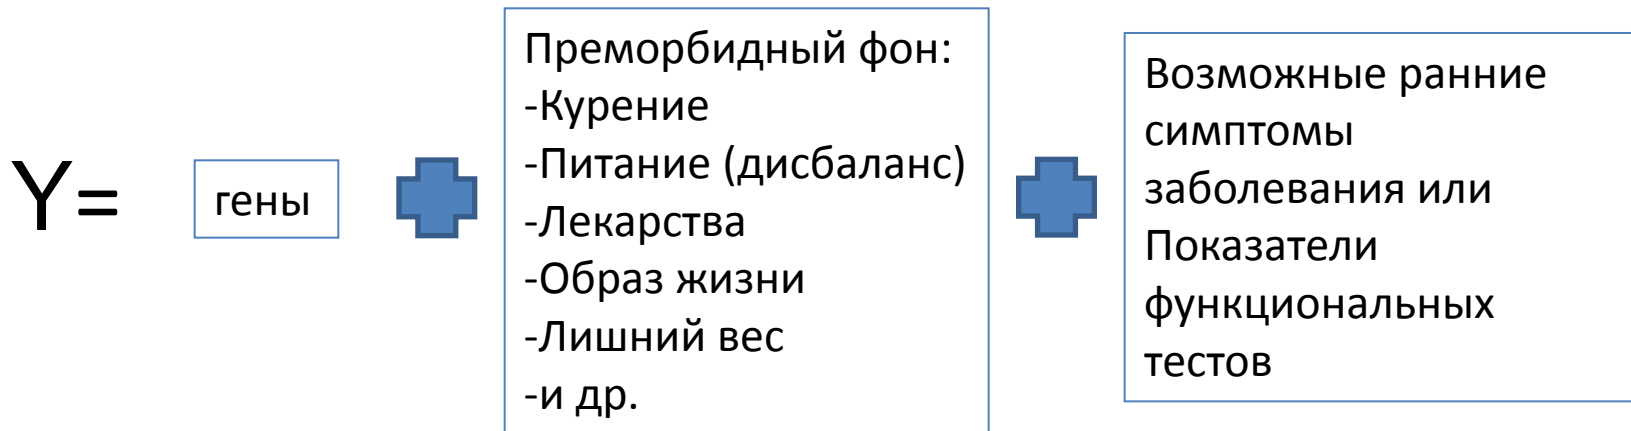 Y=
гены
Преморбидный фон:
-Курение
-Питание (дисбаланс)
-Лекарства
-Образ жизни
-Лишний вес
-и др.
Возможные ранние
симптомы
заболевания или
Показатели
функциональных
тестов